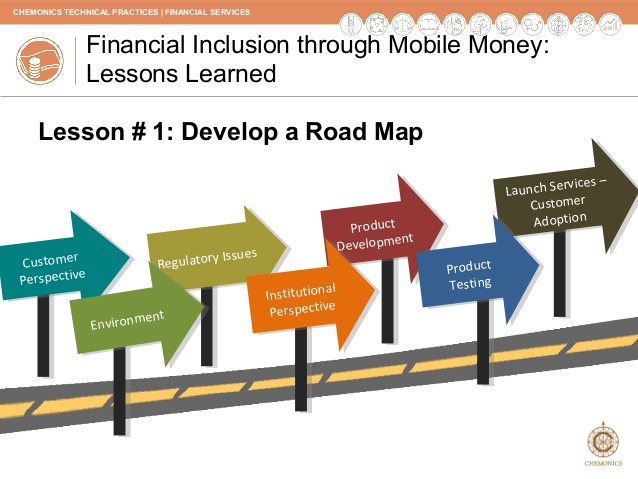 CHEMONICS TECHNICAL PRACTICES | FINANCIAL SERVICES
Financial Inclusion through Mobile Money:
Lessons Learned
Lesson # 1: Develop a Road Map
Customer
Perspective
Environment
Regulatory Issues
Institutional
Perspective
Product
Development
Product
Testing
Launch Services –
Customer
Adoption
C
CHEMONICS